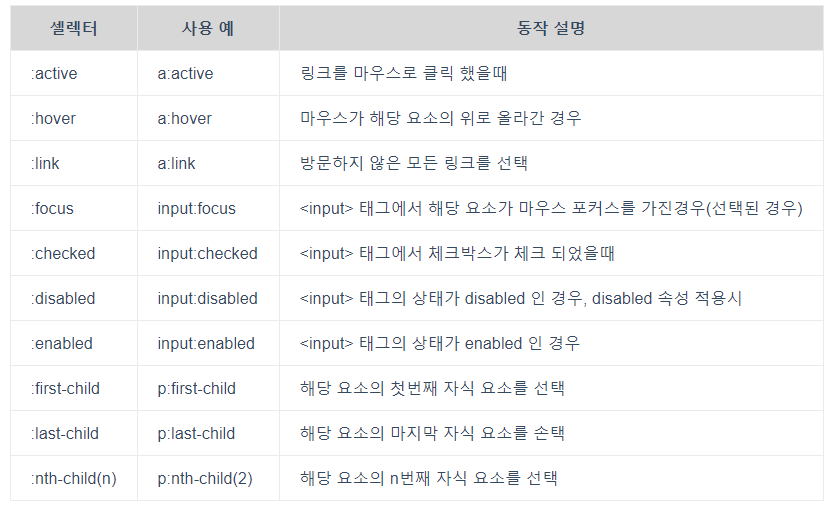 셀렉터 사용 예 동작 설명
:active a:active 링크를 마우스로 클릭 했을때
:hover a:hover 마우스가 해당 요소의 위로 올라간 경우
:link a:link 방문하지 않은 모든 링크를 선택
:focus input:focus <input> 태그에서 해당 요소가 마우스 포커스를 가진경우(선택된 경우)
:checked input:checked <input> 태그에서 체크박스가 체크 되었을때
:disabled input:disabled <input> 태그의 상태가 disabled 인 경우, disabled 속성 적용시
:enabled input:enabled <input> 태그의 상태가 enabled 인 경우
:first-child p:first-child 해당 요소의 첫번째 자식 요소를 선택
:last-child p:last-child 해당 요소의 마지막 자식 요소를 손택
:nth-child(n) p:nth-child(2) 해당 요소의 n번째 자식 요소를 선택